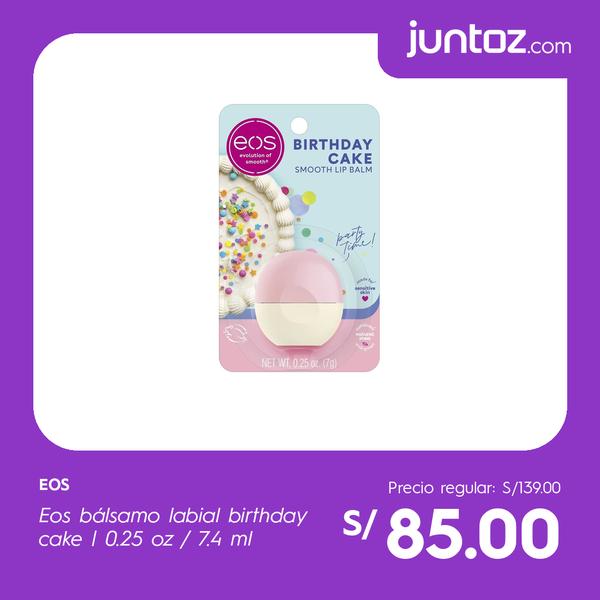 juntoz.com
eos
evolution of
smooth®
BIRTHDAY
CAKE
SMOOTH LIP BALM
party
time!
made for
sensitive
skin
NET WT. 0.25 oz. (7g)
EOS
Eos bálsamo labial birthday
cake | 0.25 oz / 7.4 ml
Precio regular: S/139.00
S/85.00